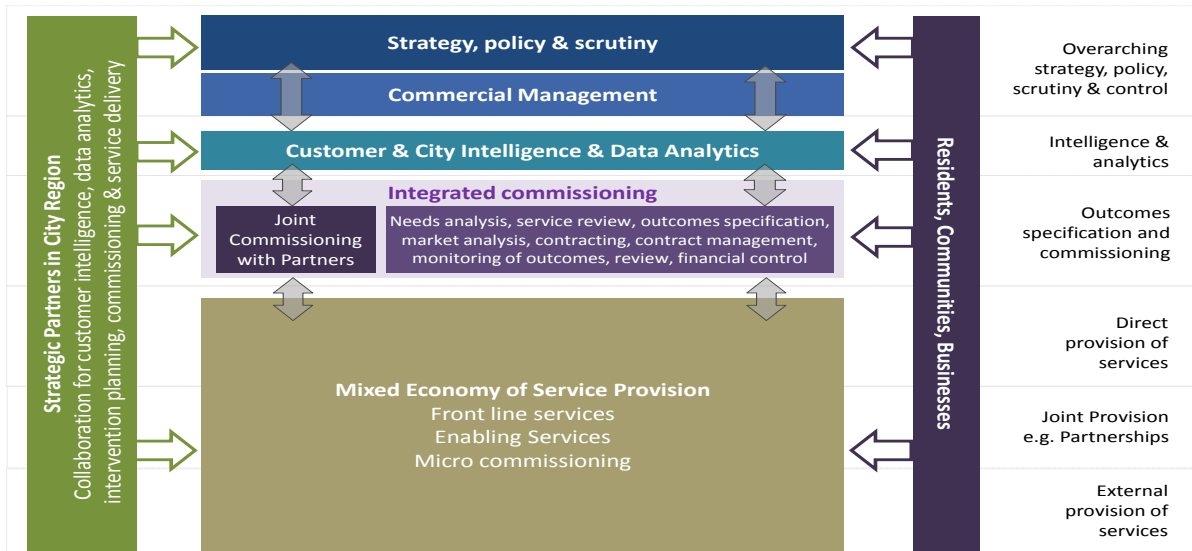 Strategic Partners in City Region
Collaboration for customer intelligence, data analytics,
intervention planning, commissioning & service delivery
Strategy, policy & scrutiny
Commercial Management
Customer & City Intelligence & Data Analytics
Integrated commissioning
Joint
Commissioning
with Partners
Needs analysis, service review, outcomes specification,
market analysis, contracting, contract management,
monitoring of outcomes, review, financial control
Mixed Economy of Service Provision
Front line services
Enabling Services
Micro commissioning
Residents, Communities, Businesses
Overarching
strategy, policy,
scrutiny & control
Intelligence &
analytics
Outcomes
specification and
commissioning
Direct
provision of
services
Joint Provision
e.g. Partnerships
External
provision of
services